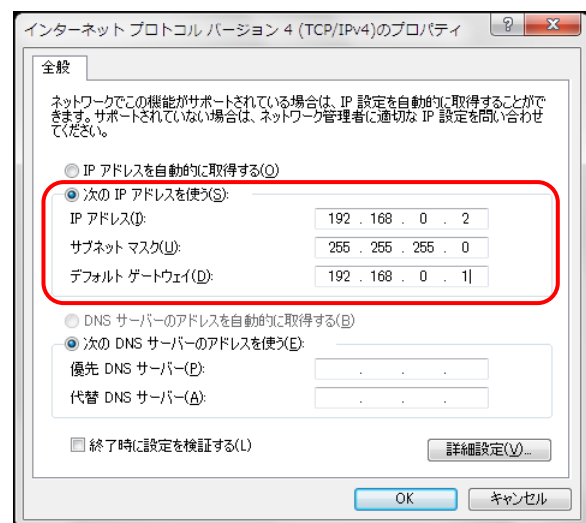 インターネット プロトコル バージョン 4 (TCP/IPv4)のプロパティ
全般
ネットワークでこの機能がサポートされている場合は、IP 設定を自動的に取得することがで
きます。サポートされていない場合は、ネットワーク管理者に適切な IP 設定を問い合わせ
てください。
IP アドレスを自動的に取得する(O)
次の IP アドレスを使う(S):
IP アドレス(I): 192 . 168 . 0 . 2
サブネット マスク(U): 255 . 255 . 255 . 0
デフォルト ゲートウェイ(D): 192 . 168 . 0 . 1
DNS サーバーのアドレスを自動的に取得する(B)
次の DNS サーバーのアドレスを使う(E):
優先 DNS サーバー(P): . . .
代替 DNS サーバー(A): . . .
終了時に設定を検証する(L)
詳細設定(V)...
OK キャンセル